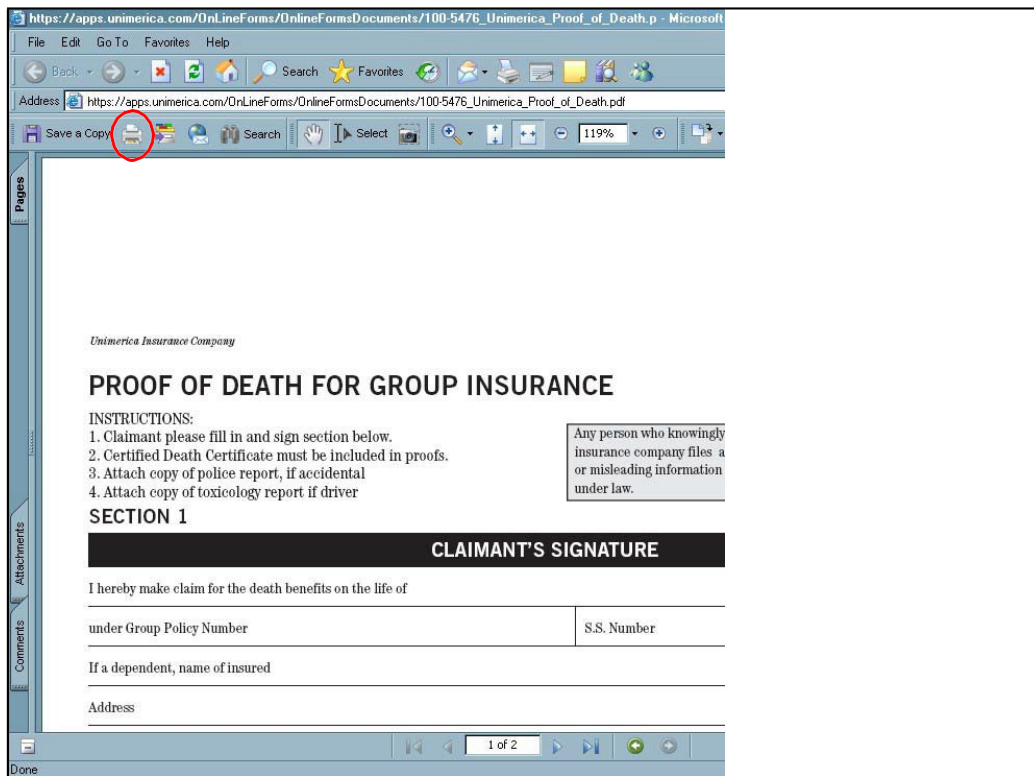 https://apps.unimerica.com/OnLineForms/OnlineFormsDocuments/100-5476_Unimerica_Proof_of_Death.p - Microsoft
File Edit Go To Favorites Help
Back Search Favorites
Address https://apps.unimerica.com/OnLineForms/OnlineFormsDocuments/100-5476_Unimerica_Proof_of_Death.pdf
Save a Copy Search Select 119%
Pages
Unimerica Insurance Company
PROOF OF DEATH FOR GROUP INSURANCE
INSTRUCTIONS:
1. Claimant please fill in and sign section below.
2. Certified Death Certificate must be included in proofs.
3. Attach copy of police report, if accidental
4. Attach copy of toxicology report if driver
Any person who knowingly
insurance company files a
or misleading information
under law.
SECTION 1
Attachments
CLAIMANT'S SIGNATURE
I hereby make claim for the death benefits on the life of
under Group Policy Number S.S. Number
Comments
If a dependent, name of insured
Address
1 of 2
Done